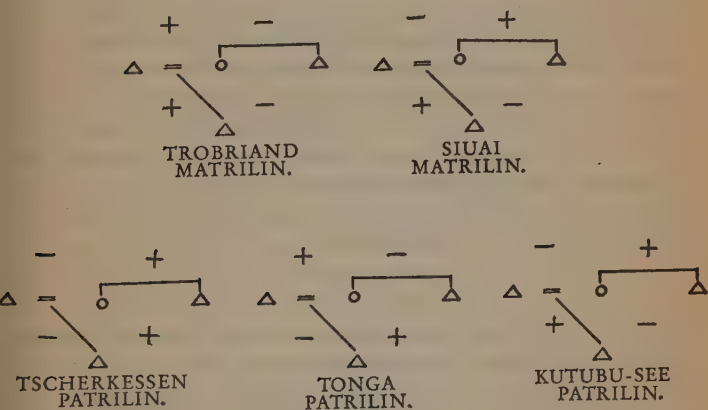 + −
+ −
TROBRIAND
MATRILIN.
− +
+ −
SIUAI
MATRILIN.
− +
− +
TSCHERKESSEN
PATRILIN.
+ −
− +
TONGA
PATRILIN.
− +
+ −
KUTUBU-SEE
PATRILIN.